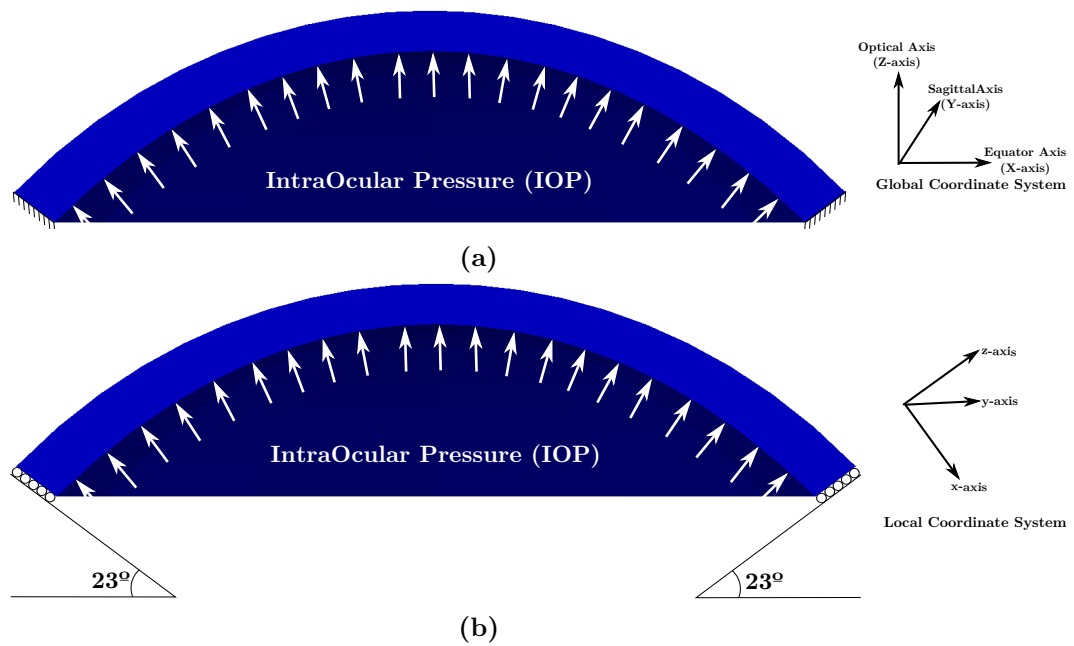 Optical Axis
(Z-axis)
SagittalAxis
(Y-axis)
Equator Axis
(X-axis)
Global Coordinate System
IntraOcular Pressure (IOP)
(a)
z-axis
y-axis
x-axis
Local Coordinate System
IntraOcular Pressure (IOP)
23º
23º
(b)